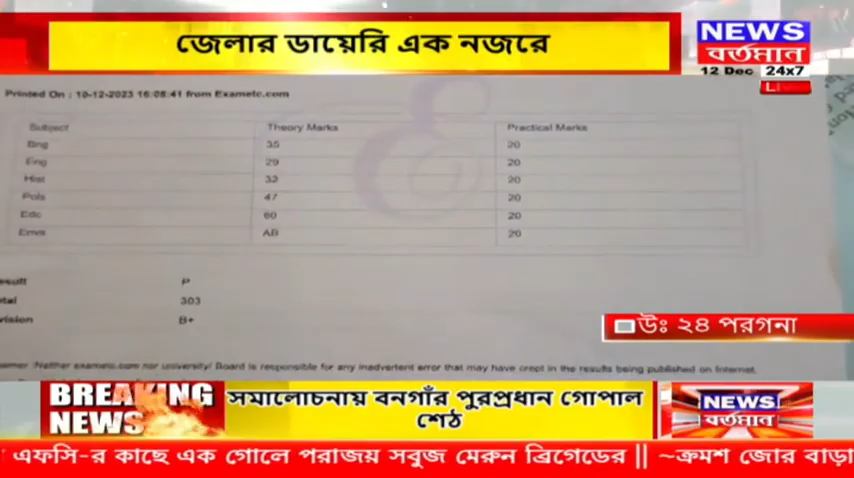 জেলার ডায়েরি এক নজরে
NEWS
বর্তমান
12 Dec 24x7
Printed On : 10-12-2023 16:08:41 from Exametc.com
Subject Theory Marks Practical Marks
Bng 35 20
Eng 29 20
Hist 32 20
Pols 47 20
Edc 60 20
Envs AB 20
esult P
otal 303
vision B+
উঃ ২৪ পরগনা
aimer :Neither exametc.com nor university/ Board is responsible for any inadvertent error that may have crept in the results being published on Internet.
BREAKING
NEWS
সমালোচনায় বনগাঁর পুরপ্রধান গোপাল
শেঠ
NEWS
বর্তমান
এফসি-র কাছে এক গোলে পরাজয় সবুজ মেরুন ব্রিগেডের || ~ক্রমশ জোর বাড়া